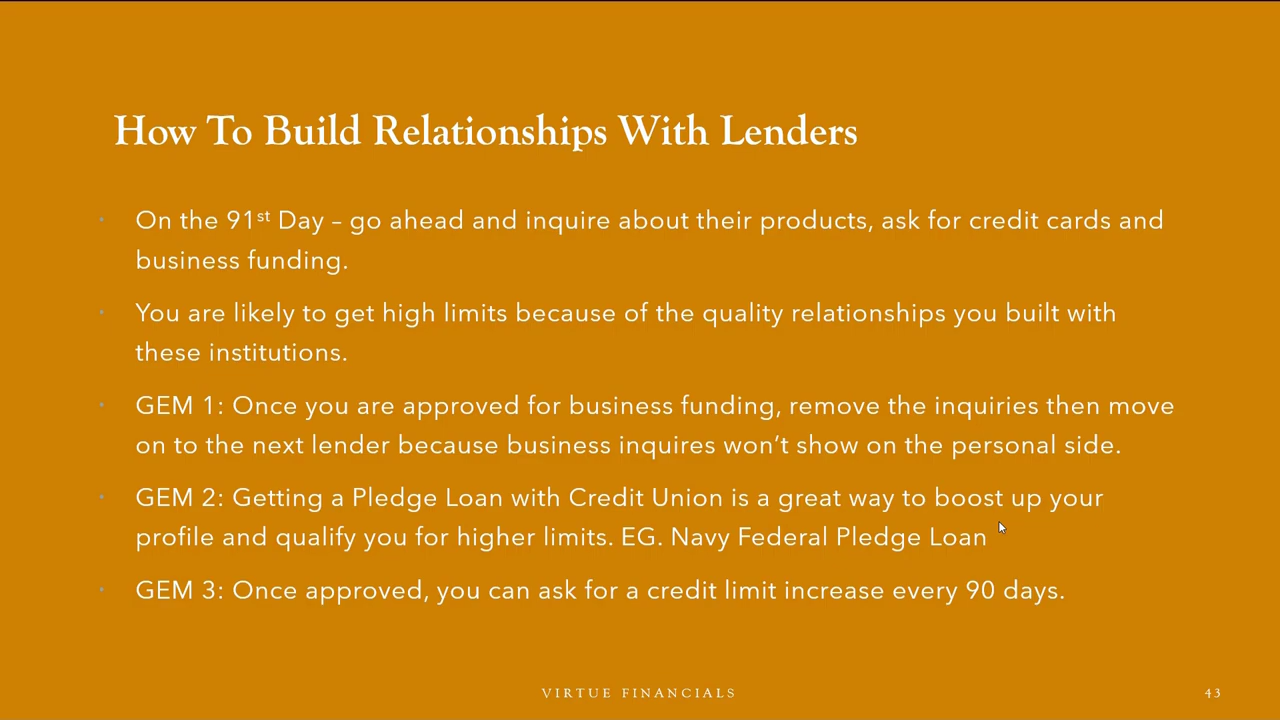 How To Build Relationships With Lenders
· On the 91st Day – go ahead and inquire about their products, ask for credit cards and
business funding.
· You are likely to get high limits because of the quality relationships you built with
these institutions.
· GEM 1: Once you are approved for business funding, remove the inquiries then move
on to the next lender because business inquires won’t show on the personal side.
· GEM 2: Getting a Pledge Loan with Credit Union is a great way to boost up your
profile and qualify you for higher limits. EG. Navy Federal Pledge Loan
· GEM 3: Once approved, you can ask for a credit limit increase every 90 days.
VIRTUE FINANCIALS
43